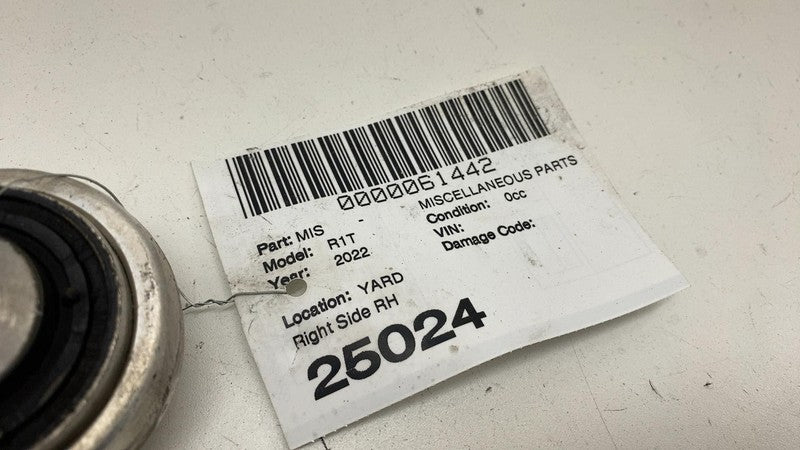 0000061442
Part: MIS - MISCELLANEOUS PARTS
Model: R1T Condition: 0cc
Year: 2022 VIN:
Damage Code:
Location: YARD
Right Side RH
25024